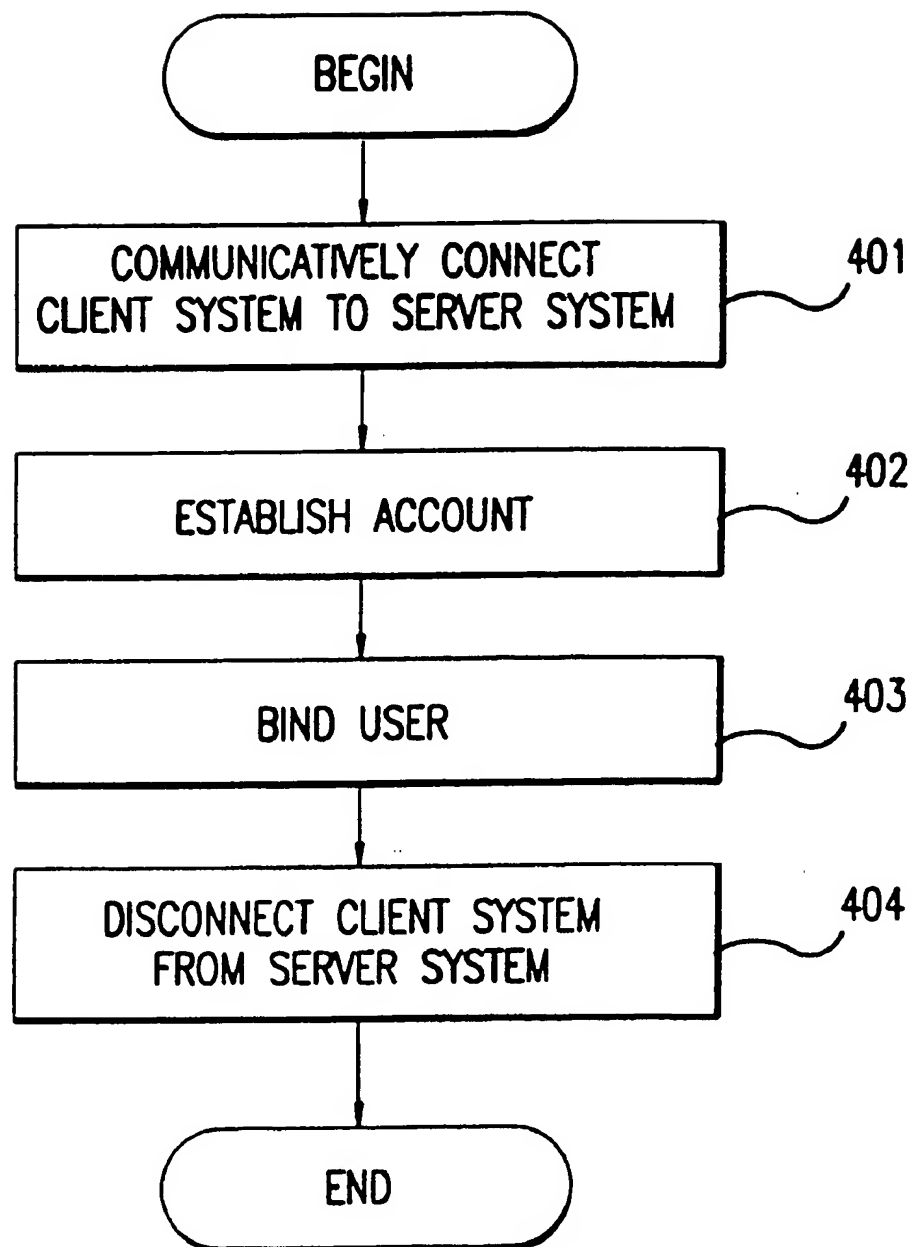 BEGIN
COMMUNICATIVELY CONNECT
CLIENT SYSTEM TO SERVER SYSTEM
401
ESTABLISH ACCOUNT
402
BIND USER
403
DISCONNECT CLIENT SYSTEM
FROM SERVER SYSTEM
404
END